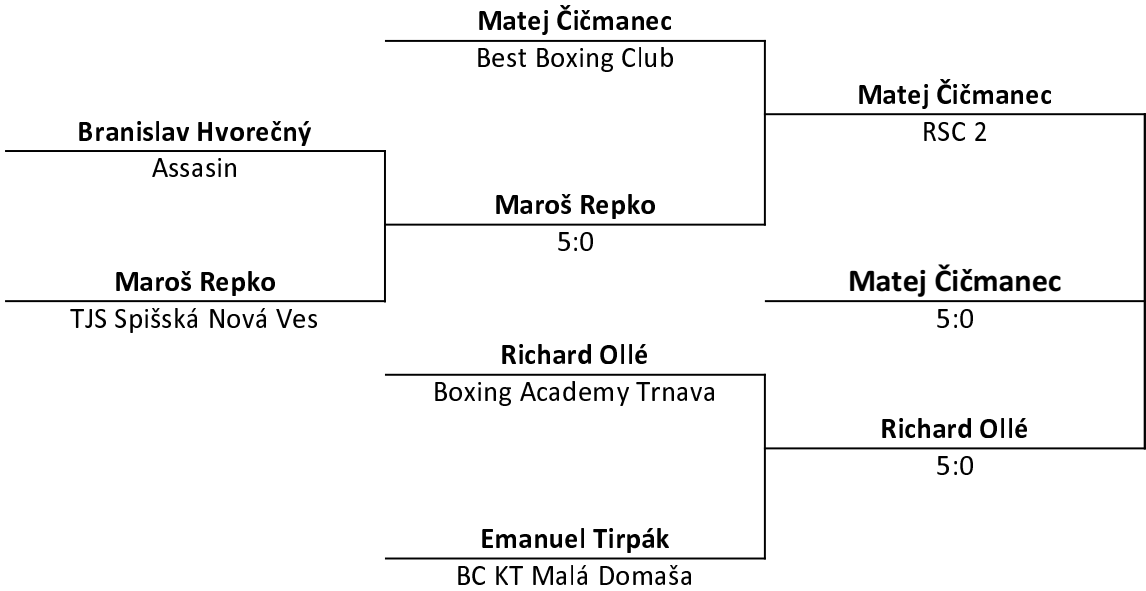 Matej Čičmanec
Best Boxing Club
Matej Čičmanec
RSC 2
Branislav Hvorečný
Assasin
Maroš Repko
5:0
Maroš Repko
TJS Spišská Nová Ves
Matej Čičmanec
5:0
Richard Ollé
Boxing Academy Trnava
Richard Ollé
5:0
Emanuel Tirpák
BC KT Malá Domaša